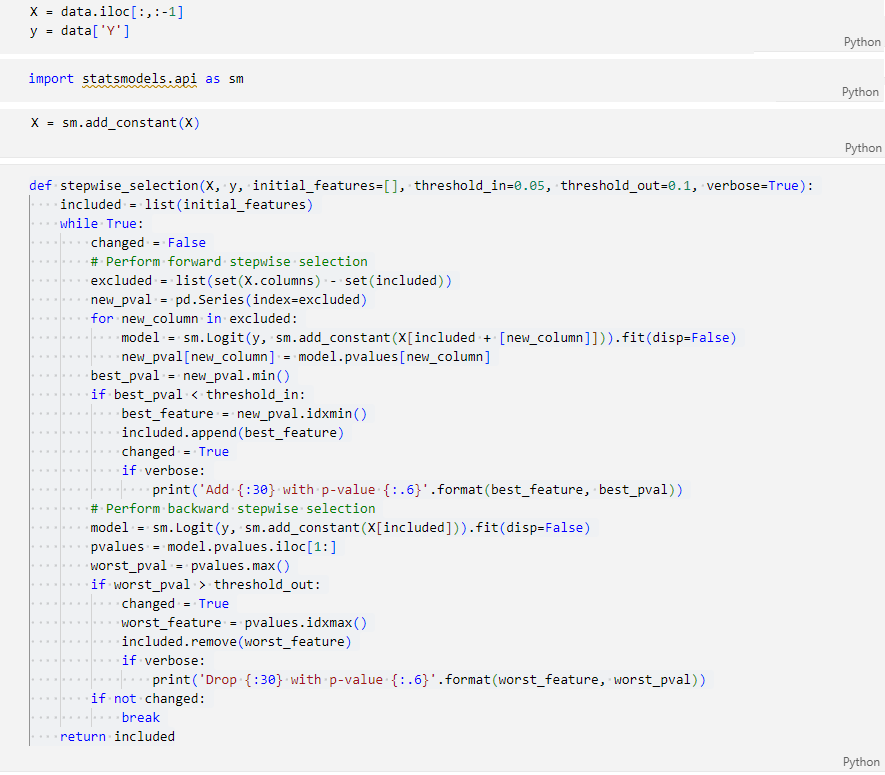 X = data.iloc[:,:-1]
y = data['Y']
Python
import statsmodels.api as sm
Python
X = sm.add_constant(X)
Python
def stepwise_selection(X, y, initial_features=[], threshold_in=0.05, threshold_out=0.1, verbose=True):
    included = list(initial_features)
    while True:
        changed = False
        # Perform forward stepwise selection
        excluded = list(set(X.columns) - set(included))
        new_pval = pd.Series(index=excluded)
        for new_column in excluded:
            model = sm.Logit(y, sm.add_constant(X[included + [new_column]])).fit(disp=False)
            new_pval[new_column] = model.pvalues[new_column]
        best_pval = new_pval.min()
        if best_pval < threshold_in:
            best_feature = new_pval.idxmin()
            included.append(best_feature)
            changed = True
            if verbose:
                print('Add {:30} with p-value {:.6}'.format(best_feature, best_pval))
        # Perform backward stepwise selection
        model = sm.Logit(y, sm.add_constant(X[included])).fit(disp=False)
        pvalues = model.pvalues.iloc[1:]
        worst_pval = pvalues.max()
        if worst_pval > threshold_out:
            changed = True
            worst_feature = pvalues.idxmax()
            included.remove(worst_feature)
            if verbose:
                print('Drop {:30} with p-value {:.6}'.format(worst_feature, worst_pval))
        if not changed:
            break
    return included
Python